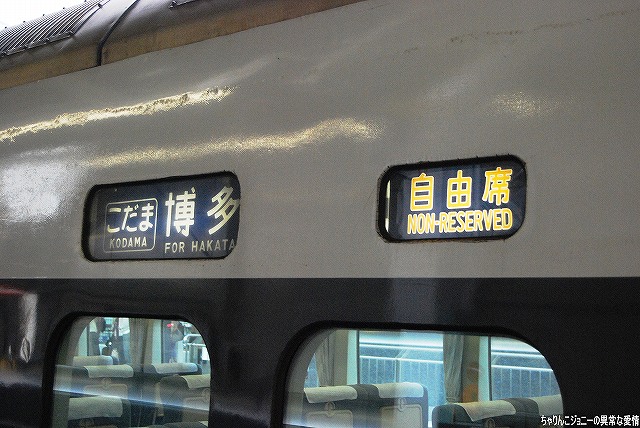 こだま
KODAMA
博多
FOR HAKATA
自由席
NON-RESERVED
ちゃりんこジョニーの異常な愛情